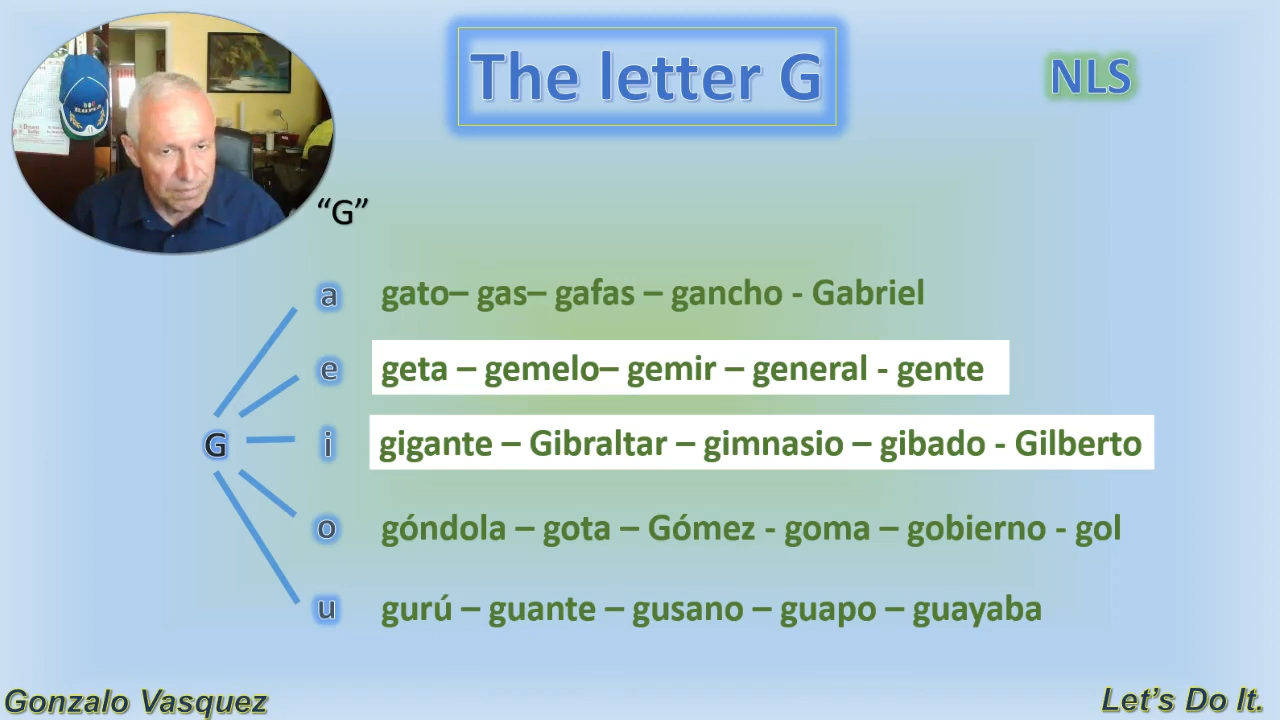 The letter G
NLS
“G”
a gato– gas– gafas – gancho - Gabriel
e geta – gemelo– gemir – general - gente
G i gigante – Gibraltar – gimnasio – gibado - Gilberto
o góndola – gota – Gómez - goma – gobierno - gol
u gurú – guante – gusano – guapo – guayaba
Gonzalo Vasquez
Let’s Do It.